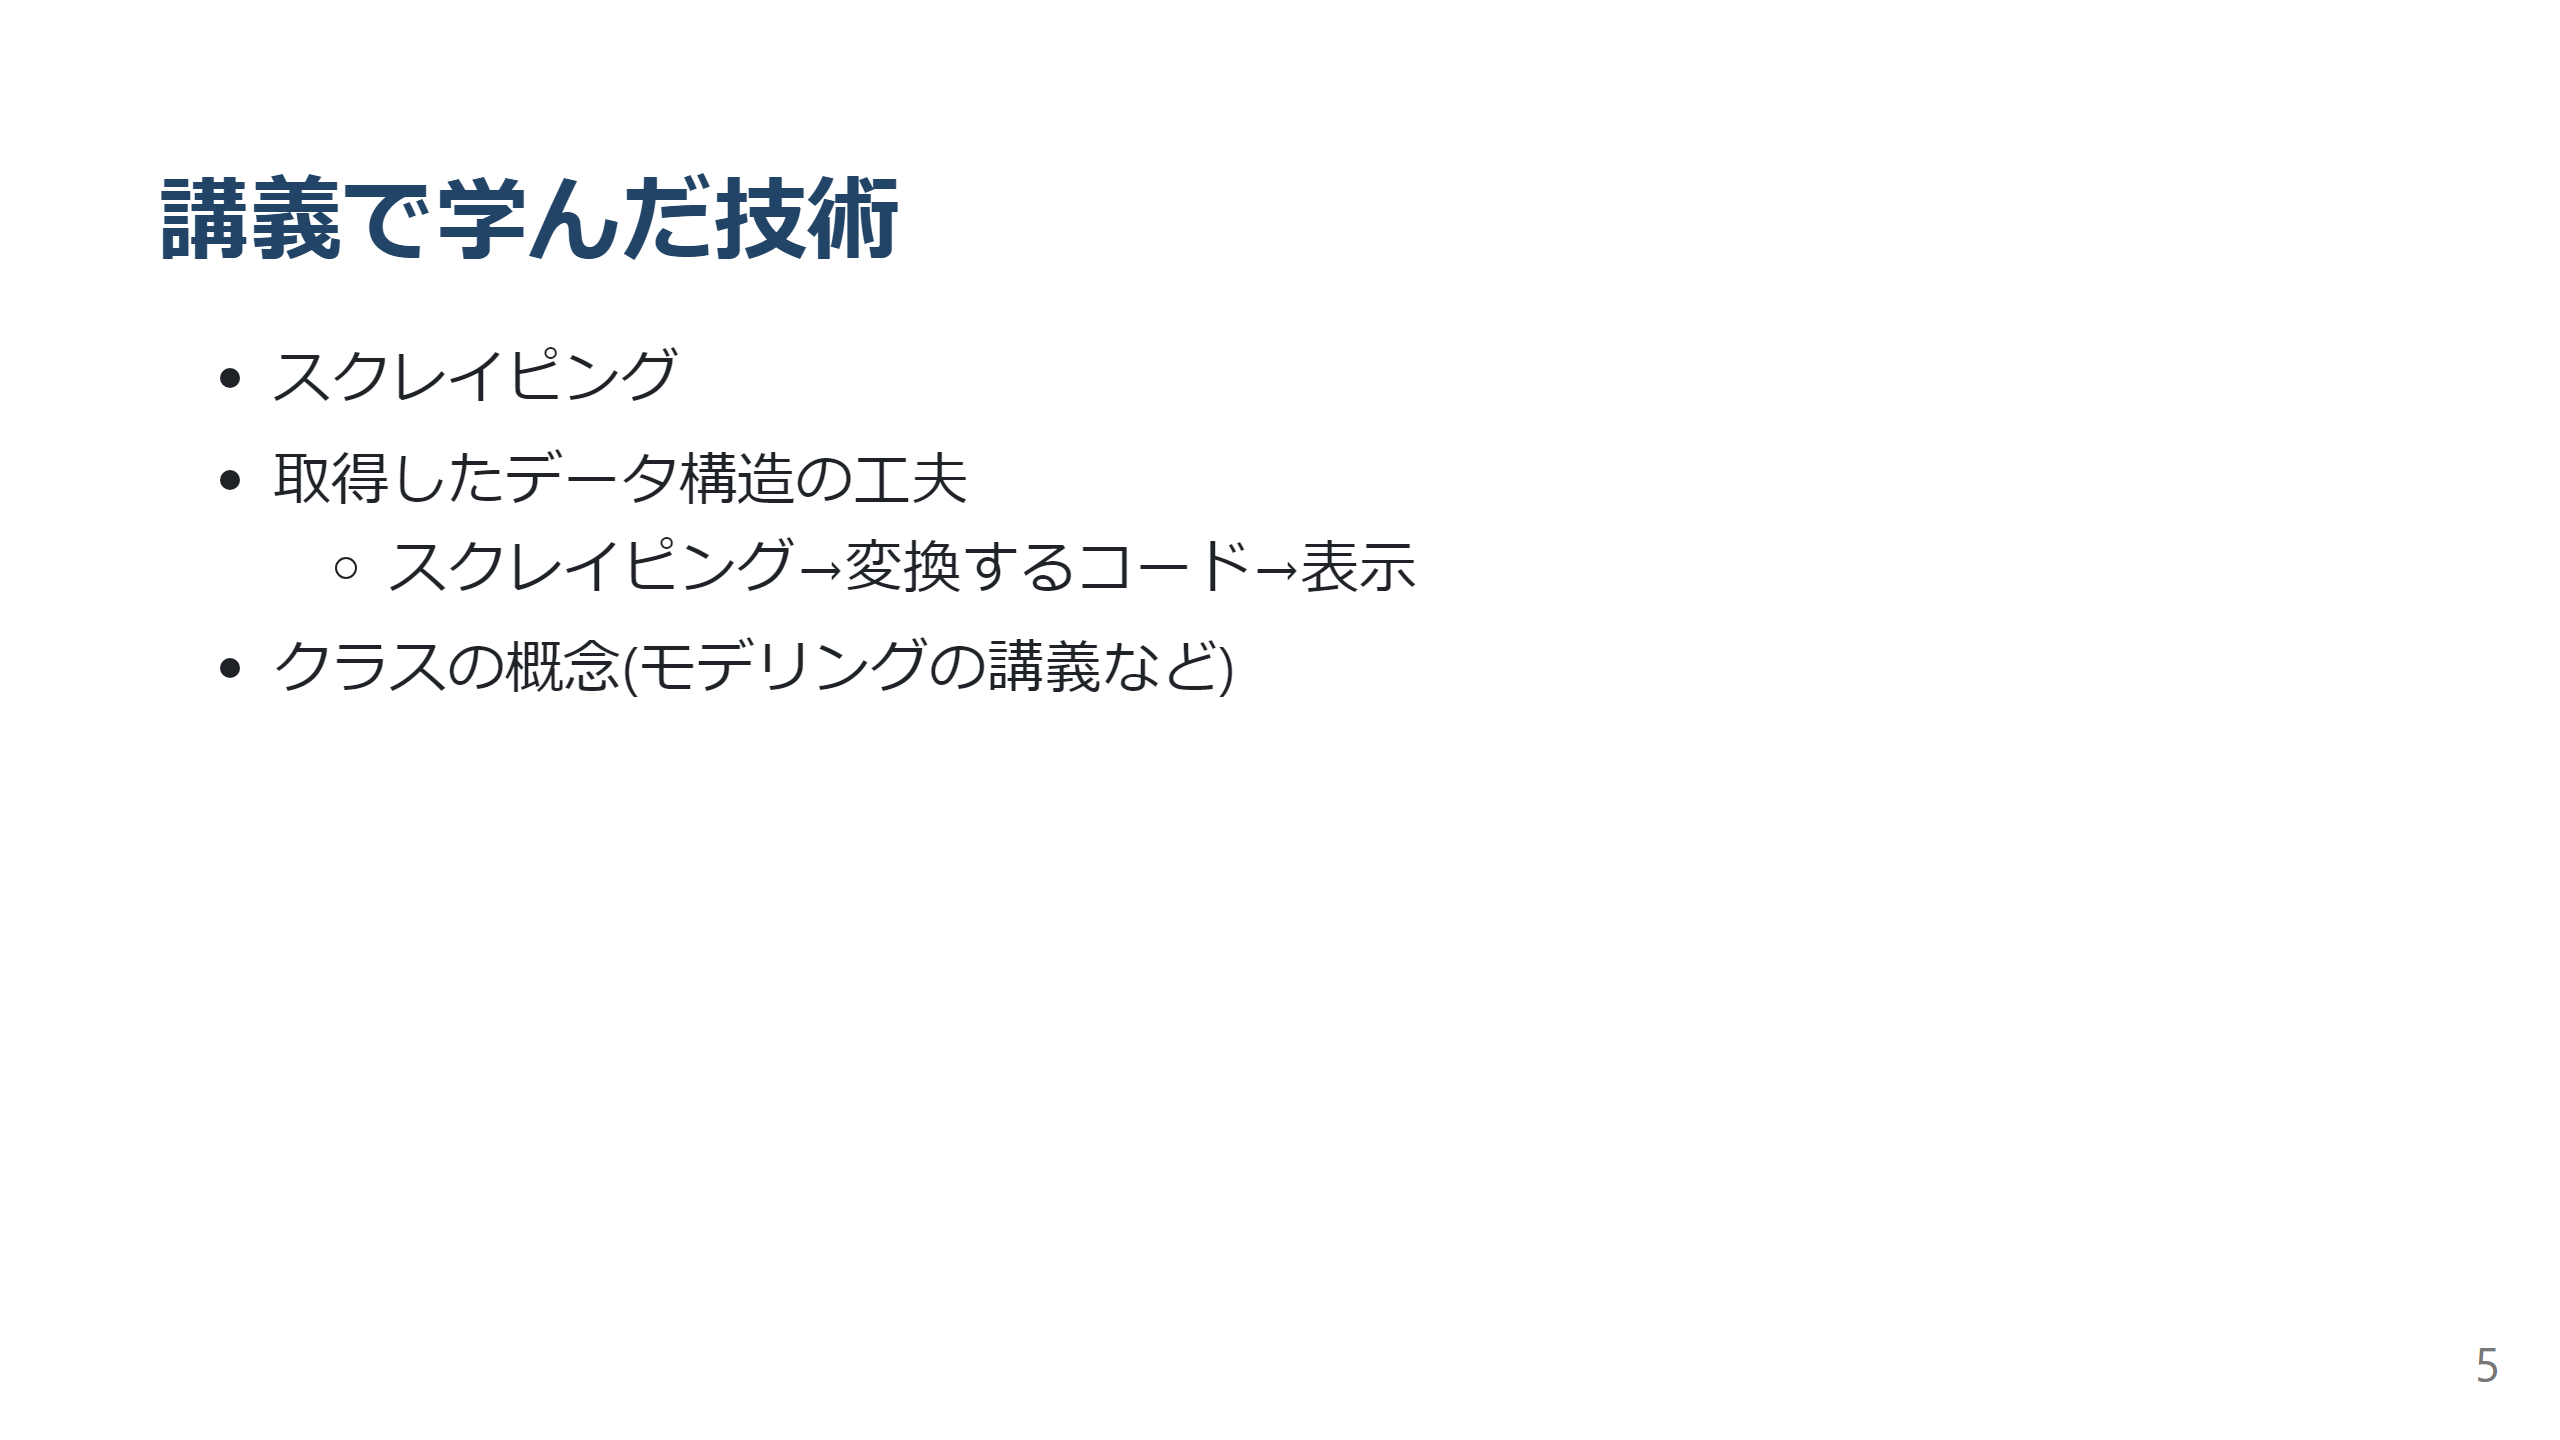 講義で学んだ技術
• スクレイピング
• 取得したデータ構造の工夫
○ スクレイピング→変換するコード→表示
• クラスの概念(モデリングの講義など)
5